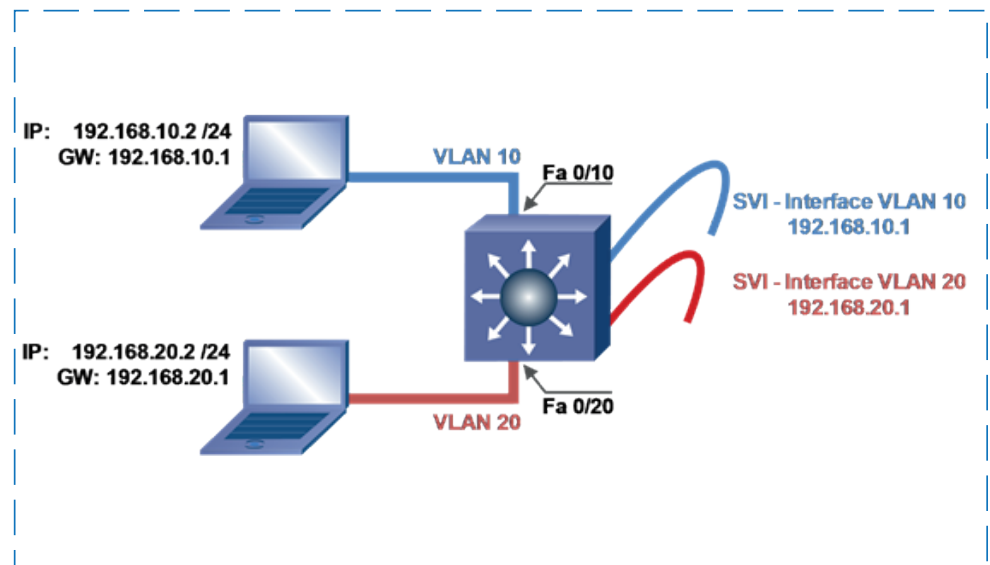 IP: 192.168.10.2 /24
GW: 192.168.10.1
VLAN 10
Fa 0/10
SVI - Interface VLAN 10
192.168.10.1
SVI - Interface VLAN 20
192.168.20.1
IP: 192.168.20.2 /24
GW: 192.168.20.1
VLAN 20
Fa 0/20